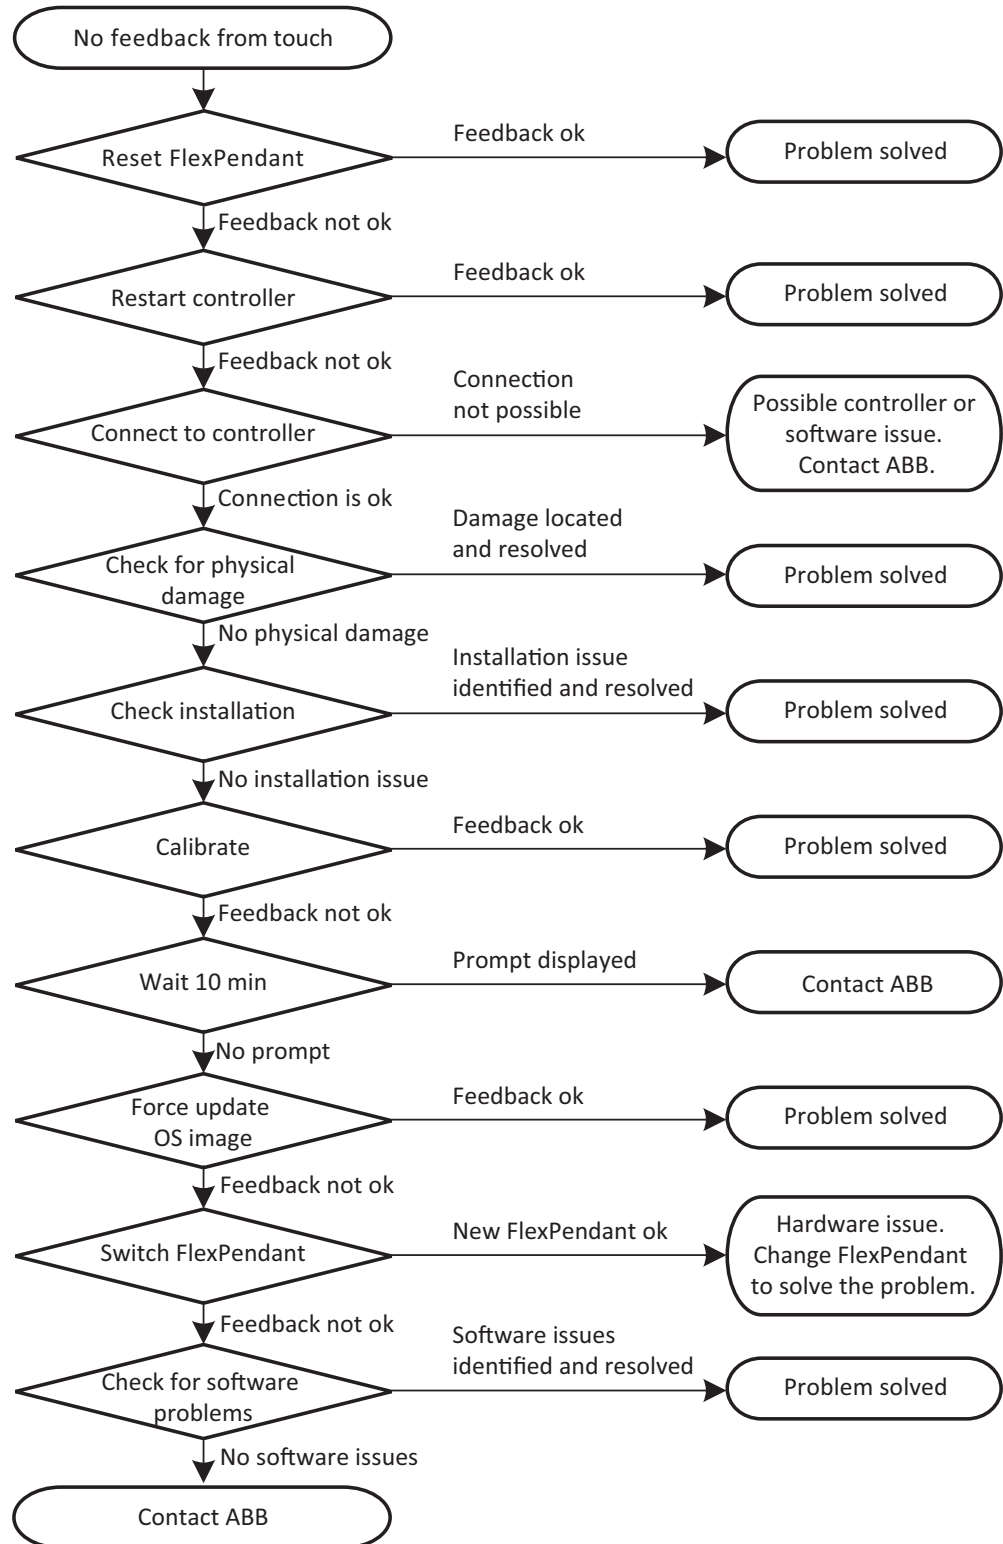 No feedback from touch
Feedback ok
Reset FlexPendant
Problem solved
Feedback not ok
Feedback ok
Restart controller
Problem solved
Feedback not ok
Connection
not possible
Connect to controller
Possible controller or
software issue.
Contact ABB.
Connection is ok
Damage located
and resolved
Check for physical
damage
Problem solved
No physical damage
Installation issue
identified and resolved
Check installation
Problem solved
No installation issue
Feedback ok
Calibrate
Problem solved
Feedback not ok
Prompt displayed
Wait 10 min
Contact ABB
No prompt
Feedback ok
Force update
OS image
Problem solved
Feedback not ok
New FlexPendant ok
Switch FlexPendant
Hardware issue.
Change FlexPendant
to solve the problem.
Feedback not ok
Software issues
identified and resolved
Check for software
problems
Problem solved
No software issues
Contact ABB